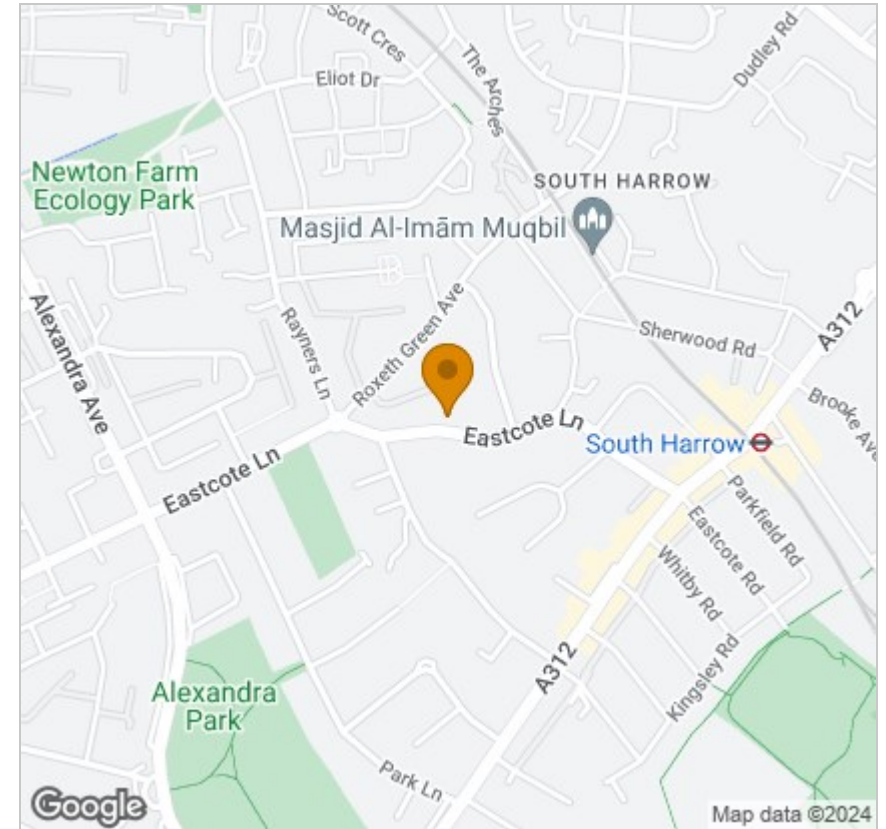 Scott Cres
Eliot Dr
The Arches
Dudley Rd
Newton Farm
Ecology Park
SOUTH HARROW
Masjid Al-Imām Muqbil
Alexandra Ave
Rayners Ln
Roxeth Green Ave
Sherwood Rd
A312
Brooke Ave
Eastcote Ln
South Harrow
Eastcote Ln
Parkfield Rd
Eastcote Rd
Whitby Rd
Kingsley Rd
A312
Alexandra
Park
Park Ln
Google
Map data ©2024